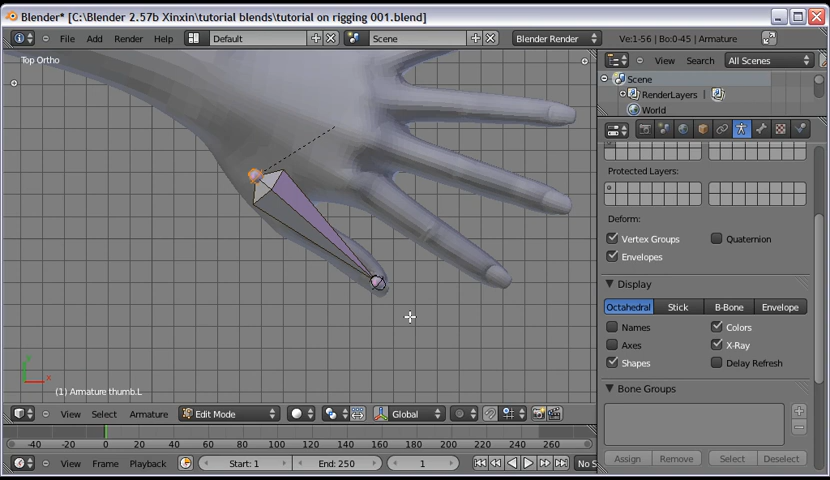 Blender* [C:\Blender 2.57b Xinxin\tutorial blends\tutorial on rigging 001.blend]
File Add Render Help Default Scene Blender Render Ve:1-56 | Bo:0-45 | Armature
Top Ortho
View Search All Scenes
Scene
RenderLayers |
World
Protected Layers:
Deform:
Vertex Groups Quaternion
Envelopes
Display
Octahedral Stick B-Bone Envelope
Names Colors
Axes X-Ray
Shapes Delay Refresh
Bone Groups
Assign Remove Select Deselect
y
x
(1) Armature thumb.L
View Select Armature Edit Mode Global
-40 -20 0 20 40 60 80 100 120 140 160 180 200 220 240 260
View Frame Playback Start: 1 End: 250 1 No S